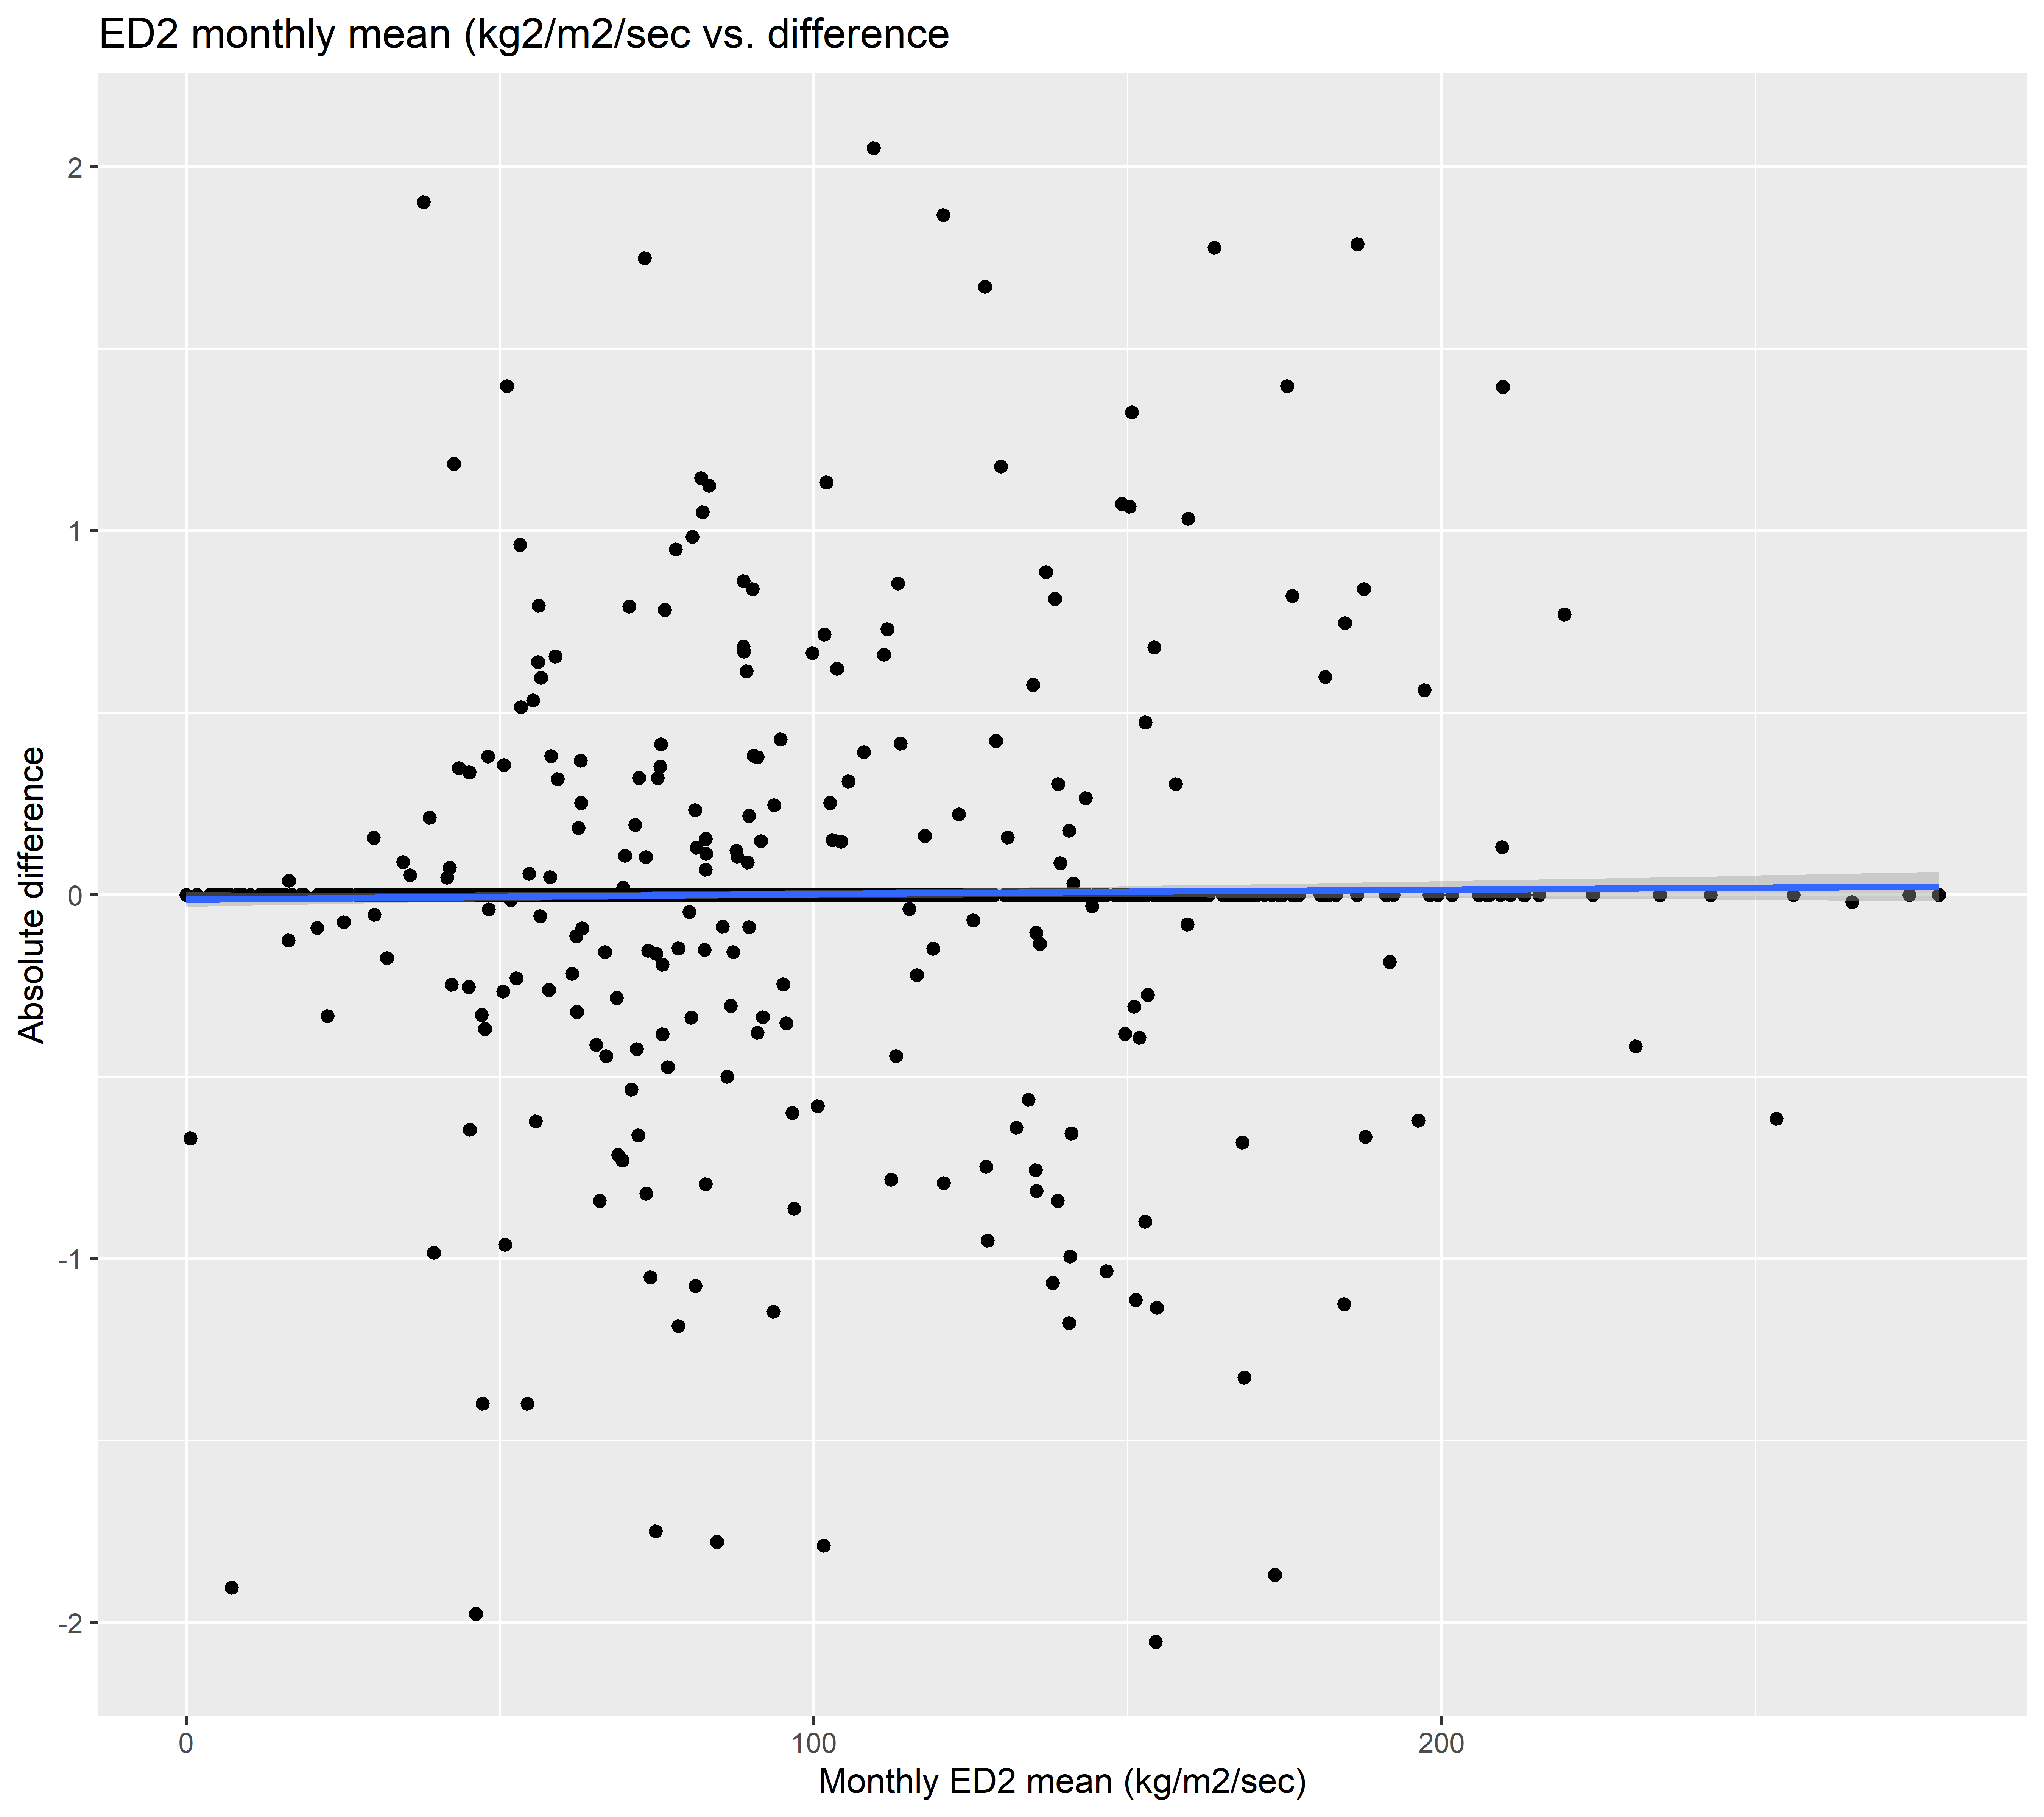 ED2 monthly mean (kg2/m2/sec vs. difference
2
1
0
-1
-2
Absolute difference
0 100 200
Monthly ED2 mean (kg/m2/sec)